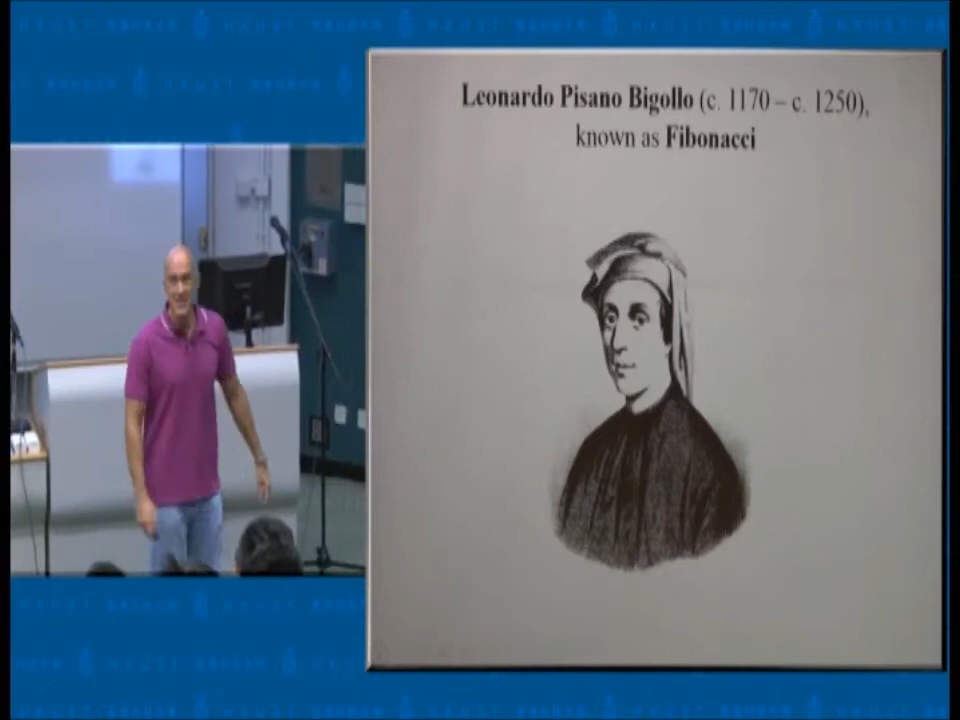 Leonardo Pisano Bigollo (c. 1170 – c. 1250),
known as Fibonacci